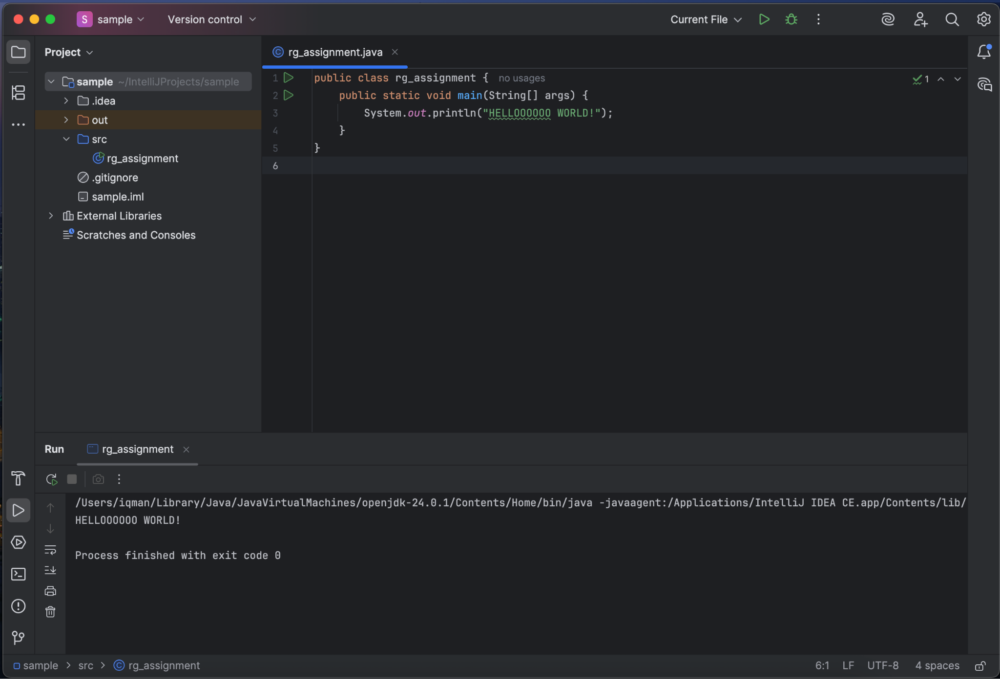 S sample Version control Current File
Project
rg_assignment.java
sample ~/IntelliJProjects/sample
.idea
out
src
rg_assignment
.gitignore
sample.iml
External Libraries
Scratches and Consoles
1 public class rg_assignment { no usages
2 public static void main(String[] args) {
3 System.out.println("HELLOOOOOO WORLD!");
4 }
5 }
6
1
Run rg_assignment
/Users/iqman/Library/Java/JavaVirtualMachines/openjdk-24.0.1/Contents/Home/bin/java -javaagent:/Applications/IntelliJ IDEA CE.app/Contents/lib/
HELLOOOOOO WORLD!
Process finished with exit code 0
sample > src > rg_assignment 6:1 LF UTF-8 4 spaces